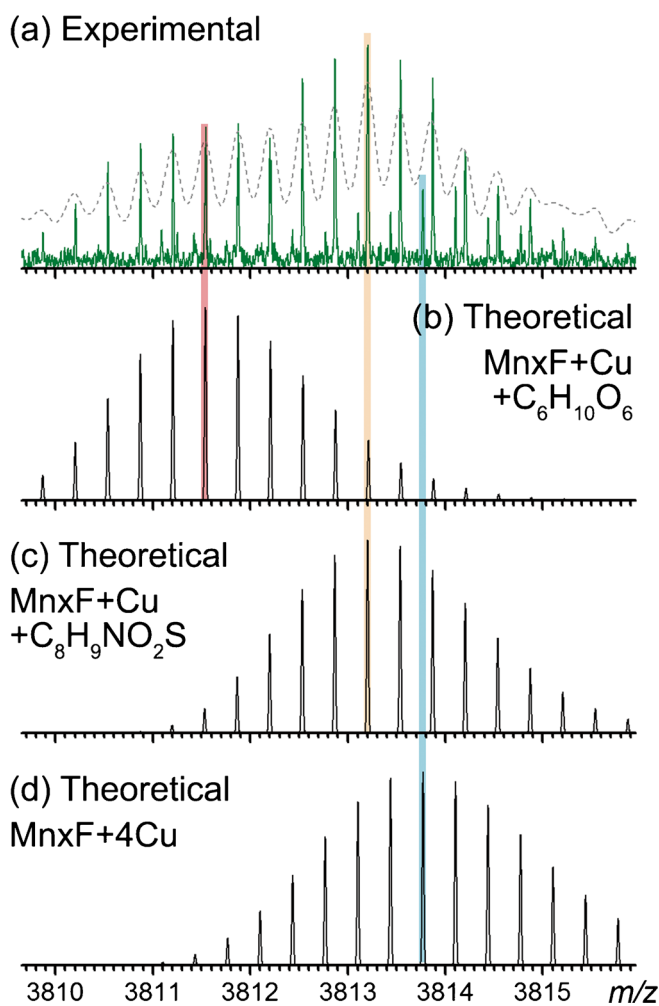 (a) Experimental
(b) Theoretical
MnxF+Cu
+C₆H₁₀O₆
(c) Theoretical
MnxF+Cu
+C₈H₉NO₂S
(d) Theoretical
MnxF+4Cu
3810 3811 3812 3813 3814 3815 m/z